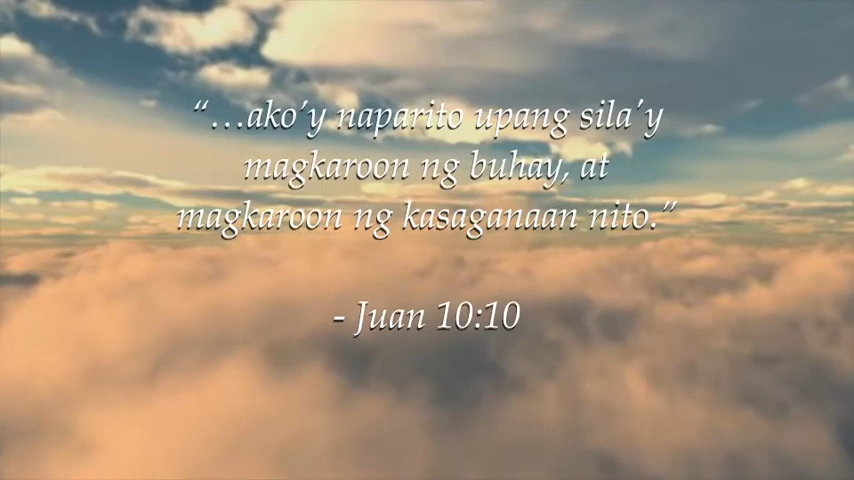 “…ako’y naparito upang sila'y
magkaroon ng buhay, at
magkaroon ng kasaganaan nito.”
- Juan 10:10